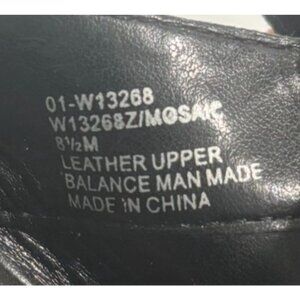 01-W13268
W13268Z/MOSAIC
8½M
LEATHER UPPER
BALANCE MAN MADE
MADE IN CHINA